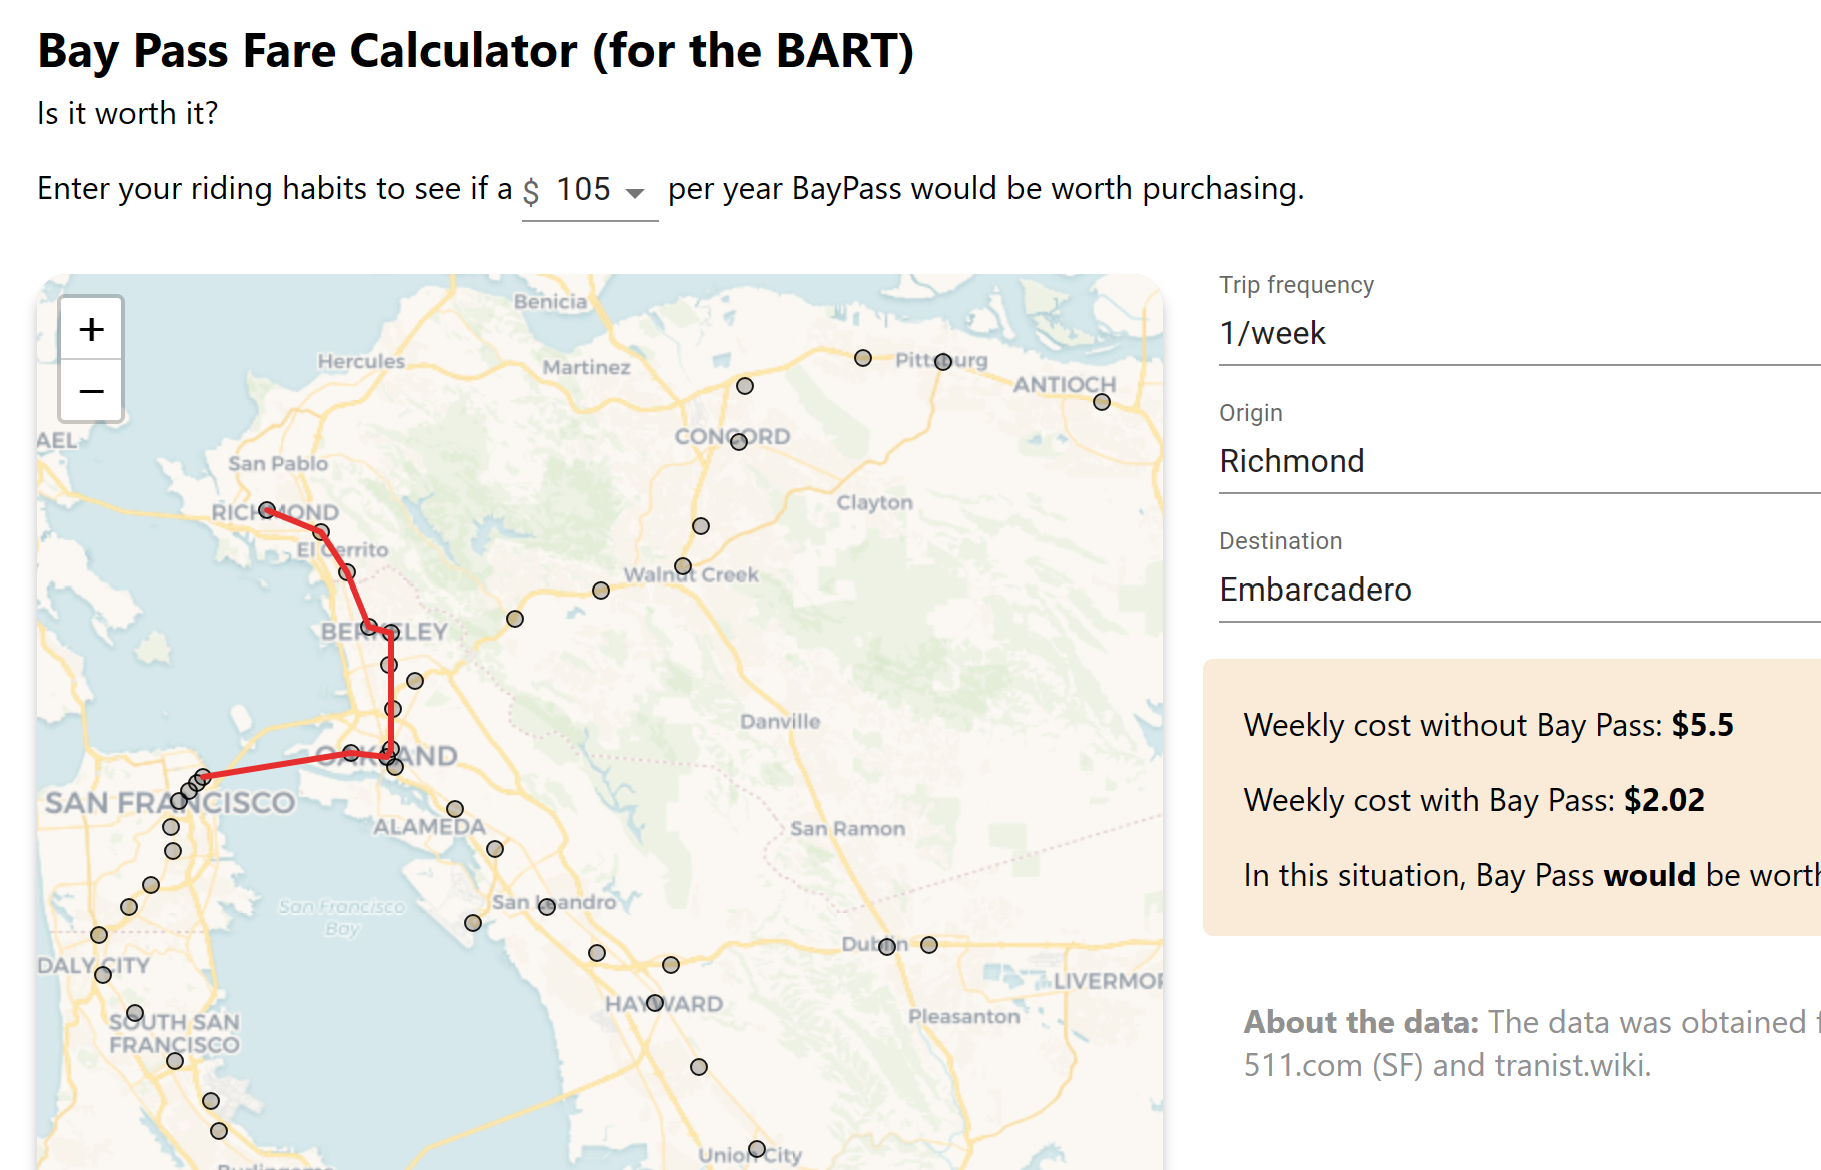 Bay Pass Fare Calculator (for the BART)
Is it worth it?
Enter your riding habits to see if a $ 105 per year BayPass would be worth purchasing.
+
−
Benicia
Hercules
Martinez
Pittsburg
ANTIOCH
AEL
CONCORD
San Pablo
Clayton
RICHMOND
El Cerrito
Walnut Creek
BERKELEY
Danville
OAKLAND
SAN FRANCISCO
ALAMEDA
San Ramon
San Francisco
Bay
San Leandro
Dublin
DALY CITY
LIVERMOR
HAYWARD
SOUTH SAN
FRANCISCO
Pleasanton
Union City
Burlingame
Trip frequency
1/week
Origin
Richmond
Destination
Embarcadero
Weekly cost without Bay Pass: $5.5
Weekly cost with Bay Pass: $2.02
In this situation, Bay Pass would be worth
About the data: The data was obtained f
511.com (SF) and tranist.wiki.